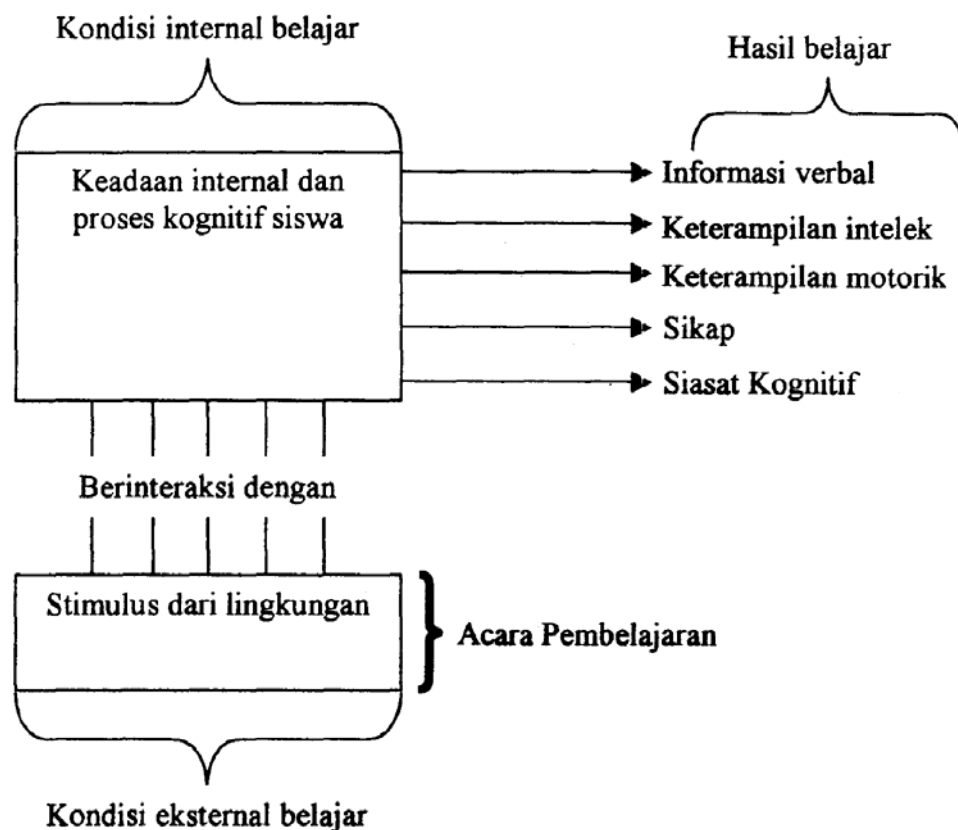 Kondisi internal belajar
Hasil belajar
Keadaan internal dan
proses kognitif siswa
Informasi verbal
Keterampilan intelek
Keterampilan motorik
Sikap
Siasat Kognitif
Berinteraksi dengan
Stimulus dari lingkungan
Acara Pembelajaran
Kondisi eksternal belajar